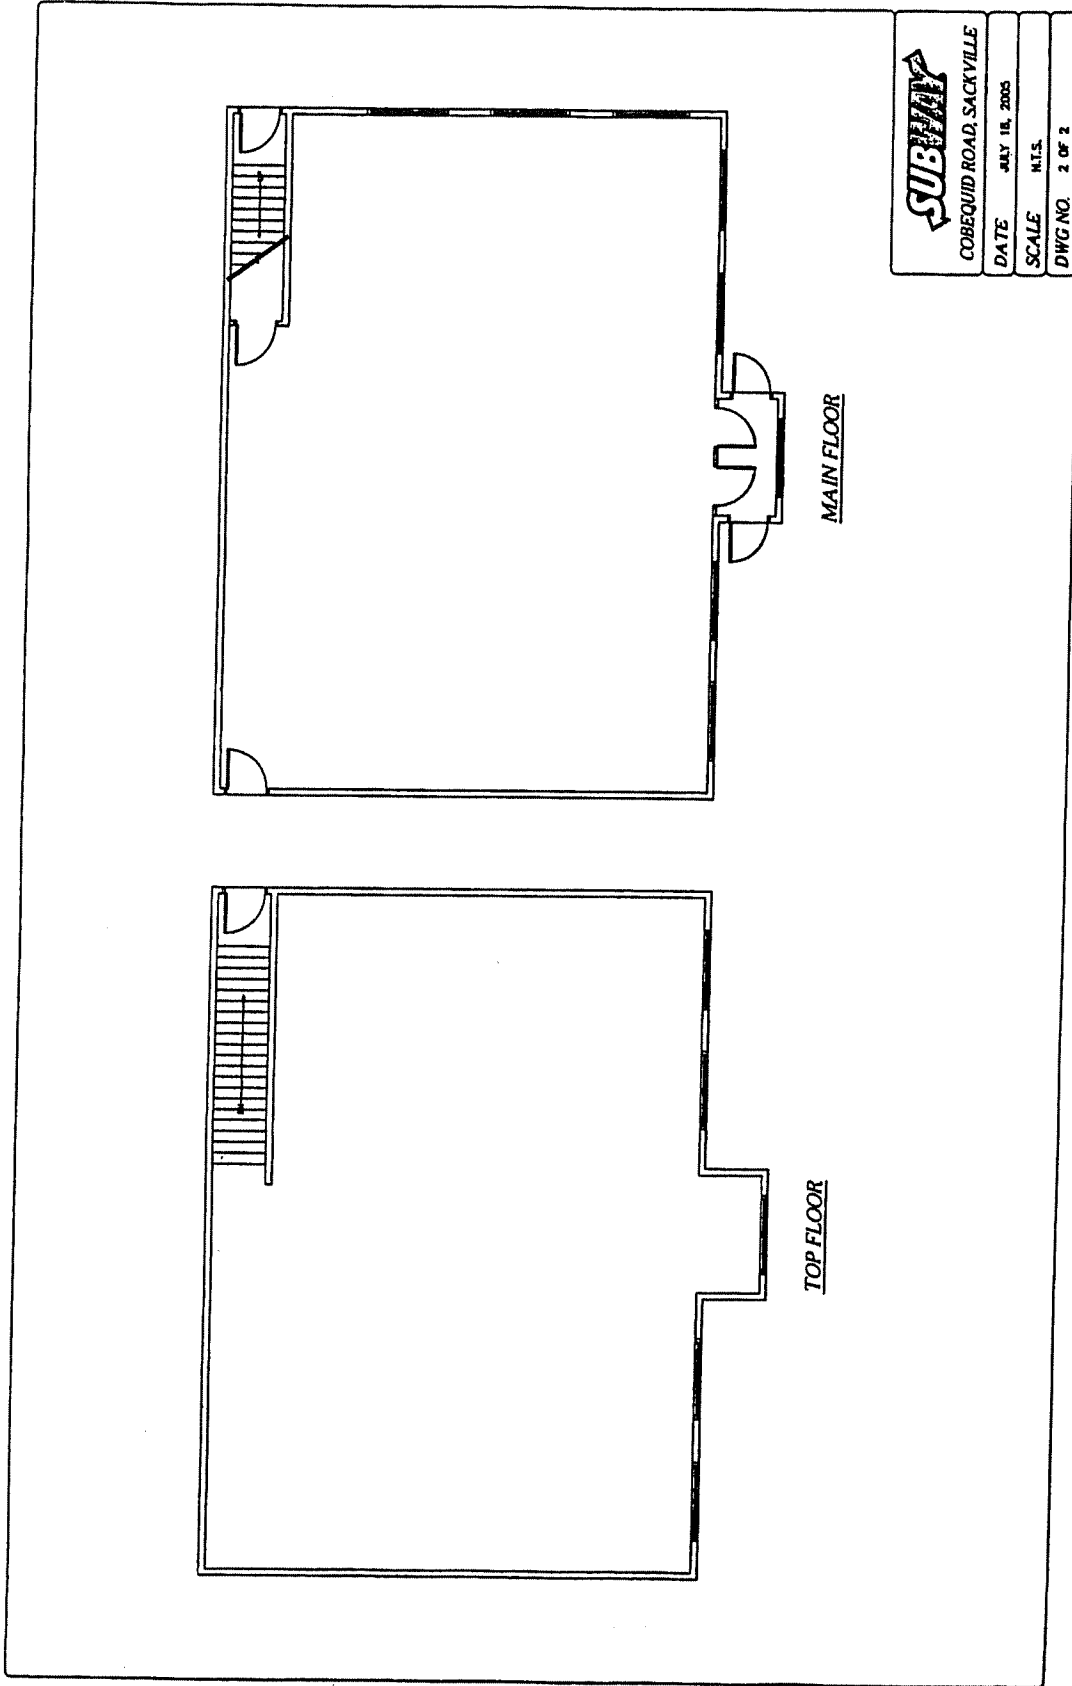 TOP FLOOR
MAIN FLOOR
SUBWAY
COBEQUID ROAD, SACKVILLE
DATE JULY 18, 2005
SCALE N.T.S.
DWG NO. 2 OF 2